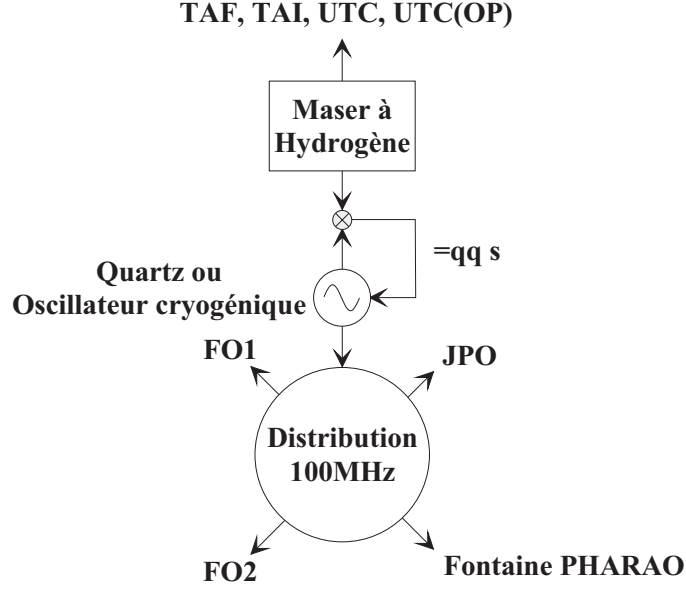 TAF, TAI, UTC, UTC(OP)
Maser à
Hydrogène
=qq s
Quartz ou
Oscillateur cryogénique
FO1
JPO
Distribution
100MHz
FO2
Fontaine PHARAO